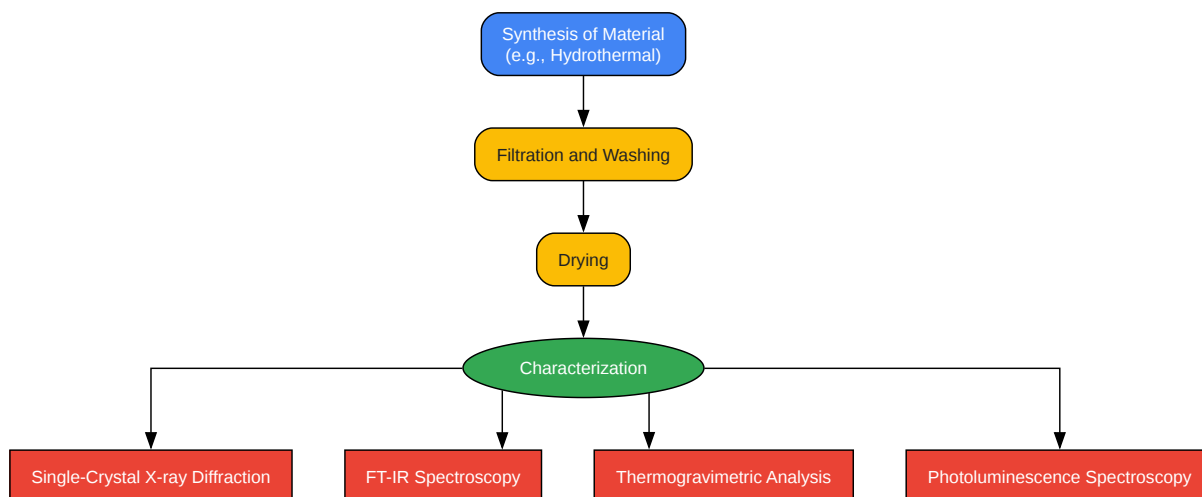 Synthesis of Material
(e.g., Hydrothermal)
Filtration and Washing
Drying
Characterization
Single-Crystal X-ray Diffraction
FT-IR Spectroscopy
Thermogravimetric Analysis
Photoluminescence Spectroscopy